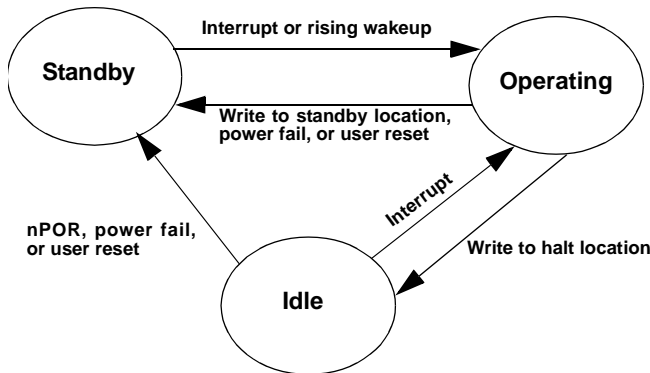 Interrupt or rising wakeup
Standby
Operating
Write to standby location,
power fail, or user reset
Interrupt
nPOR, power fail,
or user reset
Write to halt location
Idle